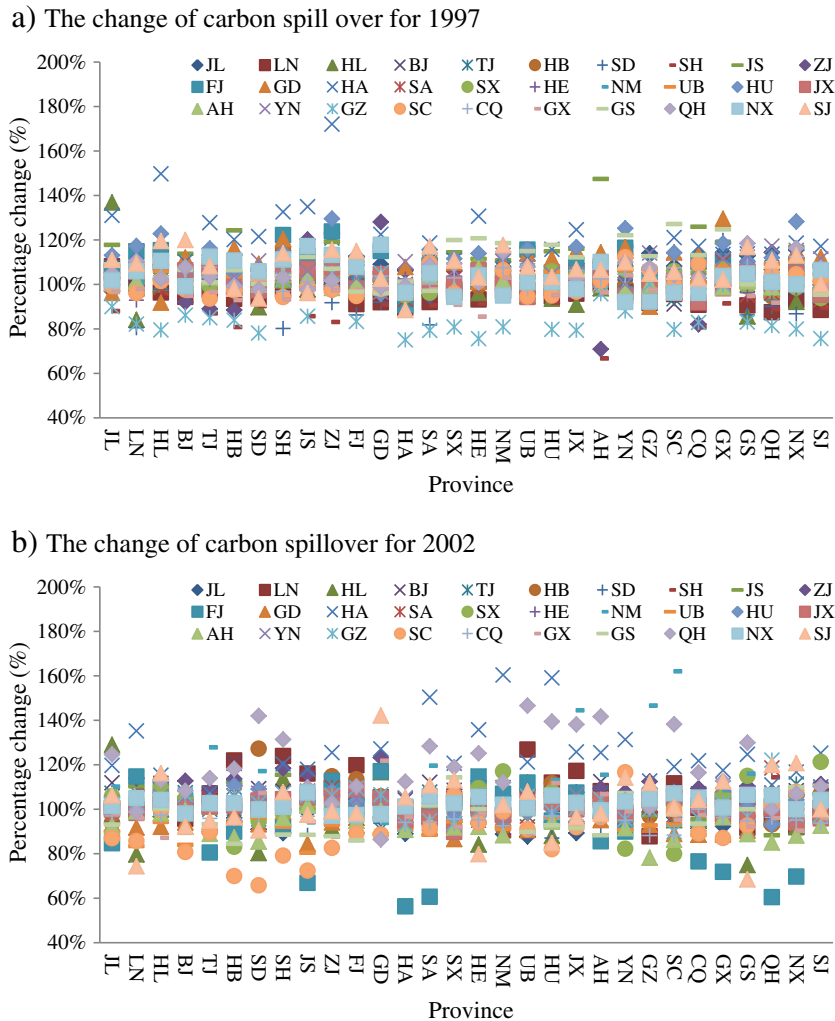 a) The change of carbon spill over for 1997
JL LN HL BJ TJ HB SD SH JS ZJ
FJ GD HA SA SX HE NM UB HU JX
AH YN GZ SC CQ GX GS QH NX SJ
200%
180%
160%
140%
120%
100%
80%
60%
40%
Percentage change (%)
JL LN HL BJ TJ HB SD SH JS ZJ FJ GD HA SA SX HE NM UB HU JX AH YN GZ SC CQ GX GS QH NX SJ
Province
b) The change of carbon spillover for 2002
JL LN HL BJ TJ HB SD SH JS ZJ
FJ GD HA SA SX HE NM UB HU JX
AH YN GZ SC CQ GX GS QH NX SJ
200%
180%
160%
140%
120%
100%
80%
60%
40%
Percentage change (%)
JL LN HL BJ TJ HB SD SH JS ZJ FJ GD HA SA SX HE NM UB HU JX AH YN GZ SC CQ GX GS QH NX SJ
Province